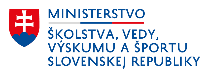 MINISTERSTVO
ŠKOLSTVA, VEDY,
VÝSKUMU A ŠPORTU
SLOVENSKEJ REPUBLIKY